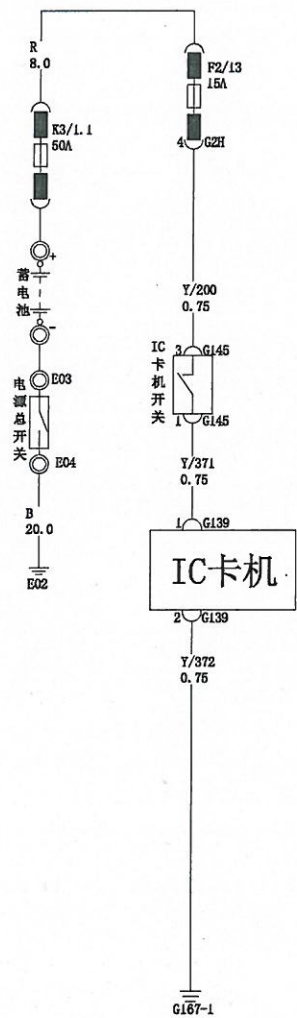 R
8.0
K3/1.1
50A
+
蓄电池
-
E03
电源总开关
E04
B
20.0
E02
F2/13
15A
4 G2H
Y/200
0.75
3 G145
IC卡机开关
1 G145
Y/371
0.75
1 G139
IC卡机
2 G139
Y/372
0.75
G167-1